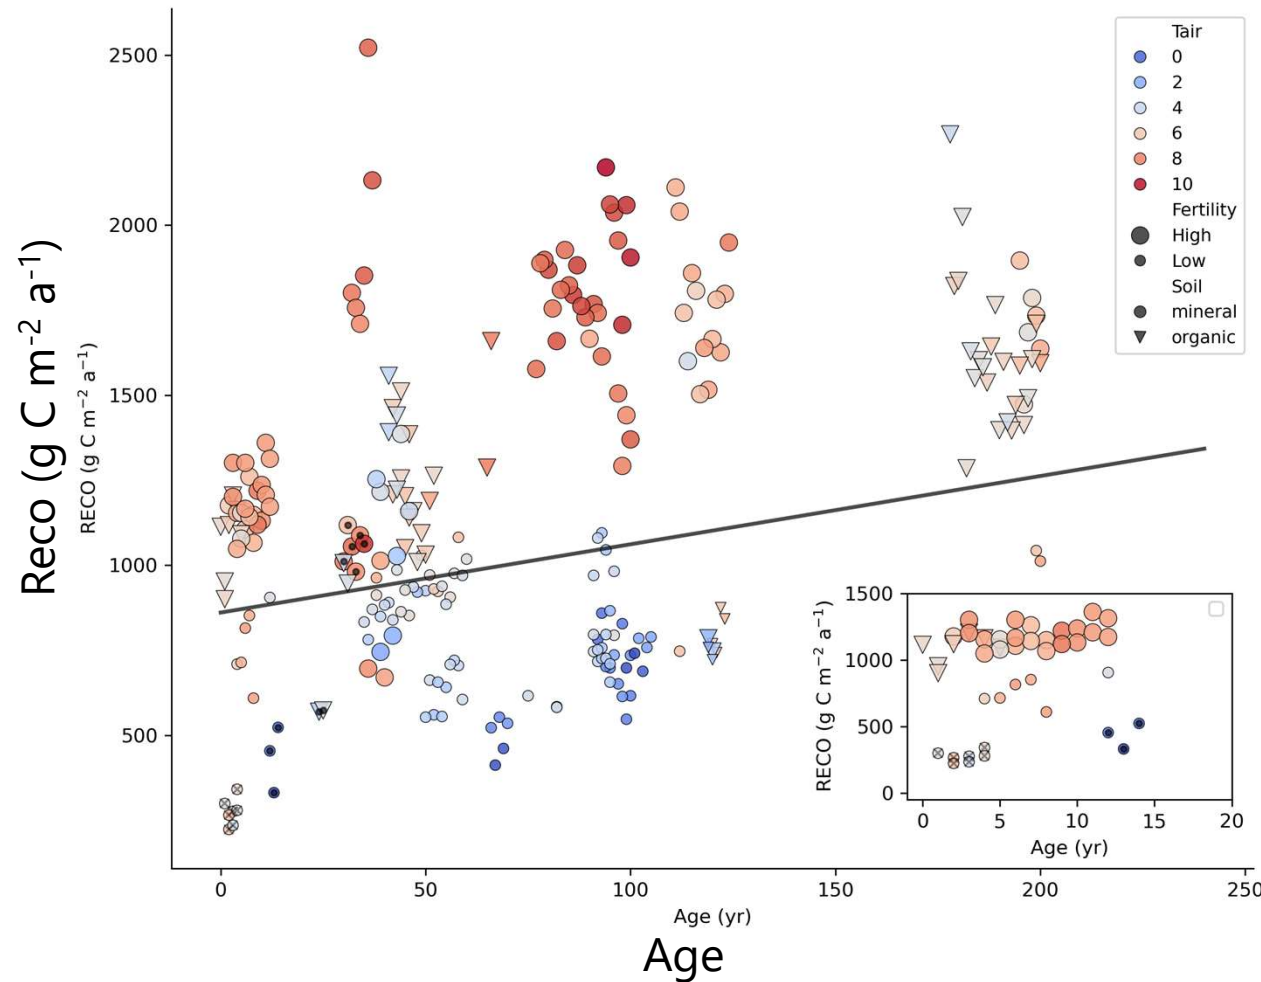 Reco (g C m⁻² a⁻¹)
RECO (g C m⁻² a⁻¹)
2500
2000
1500
1000
500
0
50
100
150
200
250
Age (yr)
Age
Tair
0
2
4
6
8
10
Fertility
High
Low
Soil
mineral
organic
RECO (g C m⁻² a⁻¹)
1500
1000
500
0
0
5
10
15
20
Age (yr)